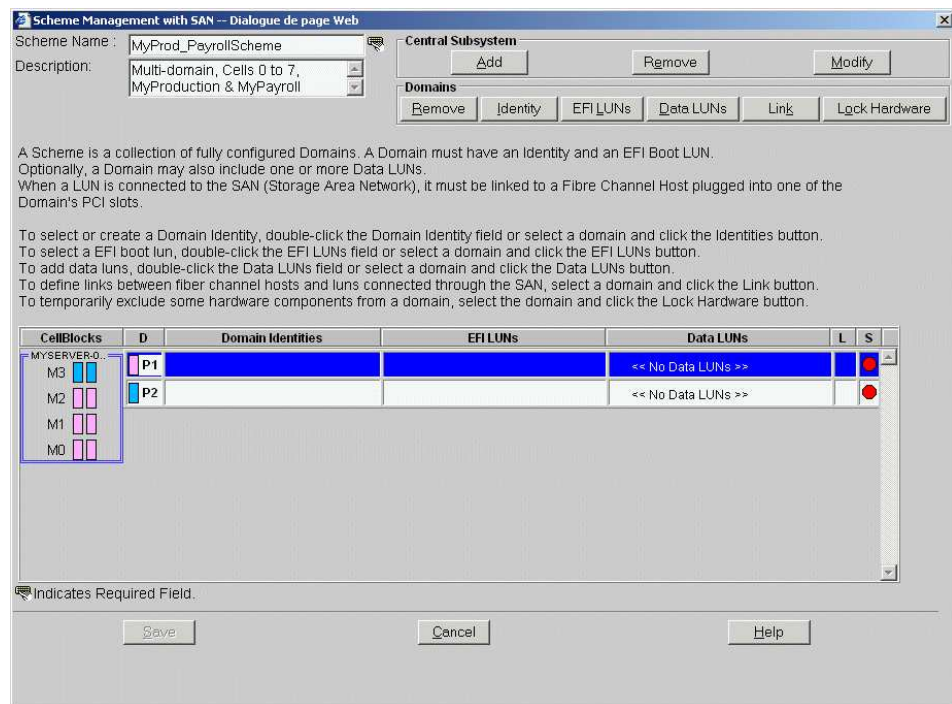 Scheme Management with SAN -- Dialogue de page Web
Scheme Name :
MyProd_PayrollScheme
Description:
Multi-domain, Cells 0 to 7,
MyProduction & MyPayroll
Central Subsystem
Add
Remove
Modify
Domains
Remove
Identity
EFI LUNs
Data LUNs
Link
Lock Hardware
A Scheme is a collection of fully configured Domains. A Domain must have an Identity and an EFI Boot LUN.
Optionally, a Domain may also include one or more Data LUNs.
When a LUN is connected to the SAN (Storage Area Network), it must be linked to a Fibre Channel Host plugged into one of the
Domain's PCI slots.
To select or create a Domain Identity, double-click the Domain Identity field or select a domain and click the Identities button.
To select a EFI boot lun, double-click the EFI LUNs field or select a domain and click the EFI LUNs button.
To add data luns, double-click the Data LUNs field or select a domain and click the Data LUNs button.
To define links between fiber channel hosts and luns connected through the SAN, select a domain and click the Link button.
To temporarily exclude some hardware components from a domain, select the domain and click the Lock Hardware button.
CellBlocks D Domain Identities EFI LUNs Data LUNs L S
MYSERVER-0..
M3
M2
M1
M0
P1 << No Data LUNs >>
P2 << No Data LUNs >>
Indicates Required Field.
Save
Cancel
Help